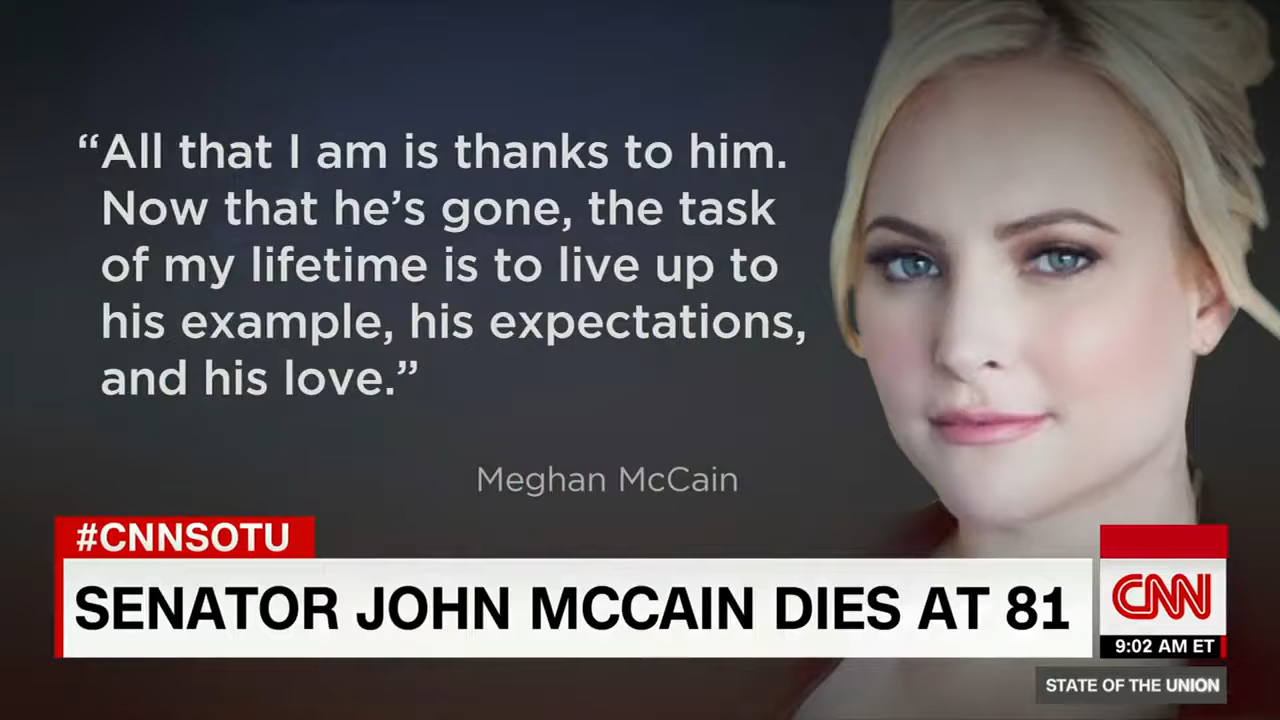 “All that I am is thanks to him.
Now that he’s gone, the task
of my lifetime is to live up to
his example, his expectations,
and his love.”
Meghan McCain
#CNNSOTU
SENATOR JOHN MCCAIN DIES AT 81
CNN
9:02 AM ET
STATE OF THE UNION